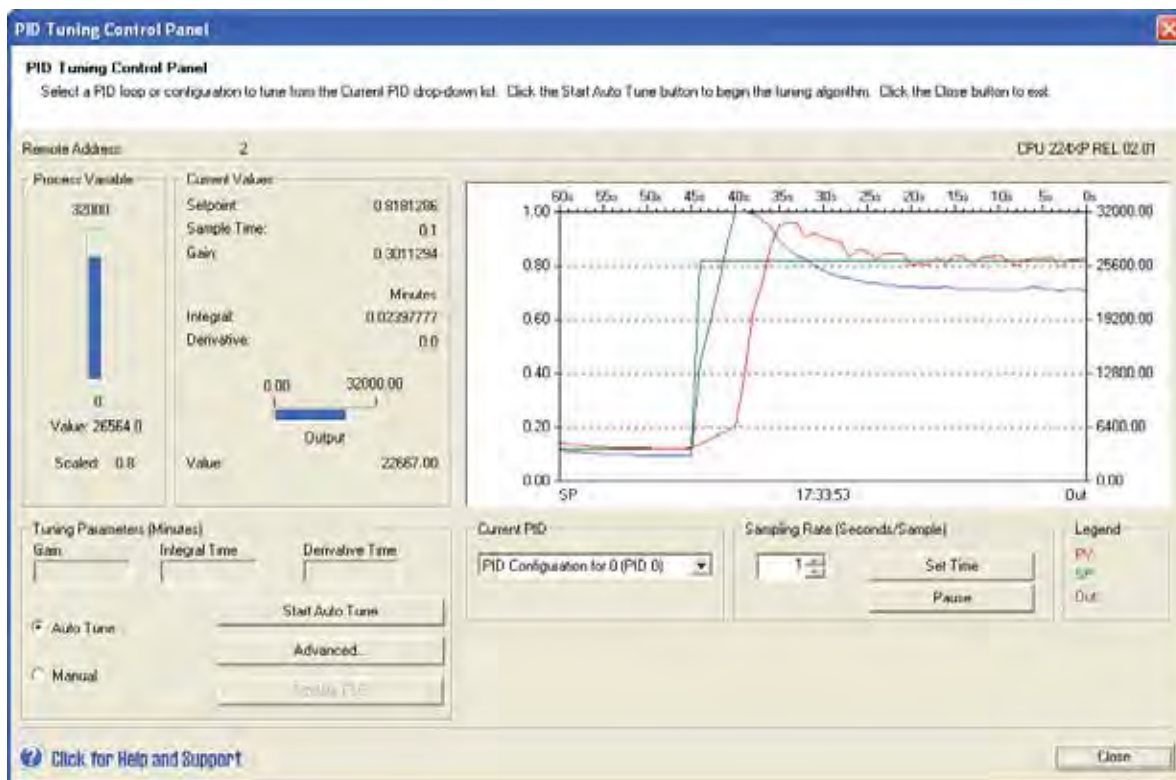 PID Tuning Control Panel
PID Tuning Control Panel
Select a PID loop or configuration to tune from the Current PID drop-down list. Click the Start Auto Tune button to begin the tuning algorithm. Click the Close button to exit.
Remote Address: 2 CPU 224XP REL 02.01
Process Variable
32000
0
Value: 26564.0
Scaled: 0.8
Current Values
Setpoint: 0.8181286
Sample Time: 0.1
Gain: 0.3011294
Minutes
Integral: 0.02397777
Derivative: 0.0
0.00 32000.00
Output
Value: 22667.00
60s 55s 50s 45s 40s 35s 30s 25s 20s 15s 10s 5s 0s
1.00 32000.00
0.80 25600.00
0.60 19200.00
0.40 12800.00
0.20 6400.00
0.00 0.00
SP 17:33:53 Out
Tuning Parameters (Minutes)
Gain Integral Time Derivative Time
Auto Tune
Manual
Start Auto Tune
Advanced...
Current PID
PID Configuration for 0 (PID 0)
Sampling Rate (Seconds/Sample)
1
Set Time
Pause
Legend
PV:
SP:
Out:
Click for Help and Support
Close